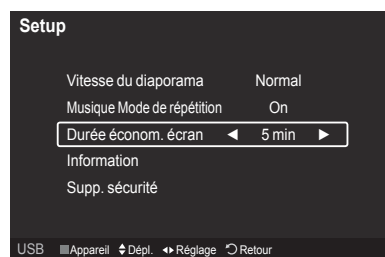 Setup
Vitesse du diaporama Normal
Musique Mode de répétition On
Durée économ. écran ◄ 5 min ►
Information
Supp. sécurité
USB Appareil Dépl. Réglage Retour